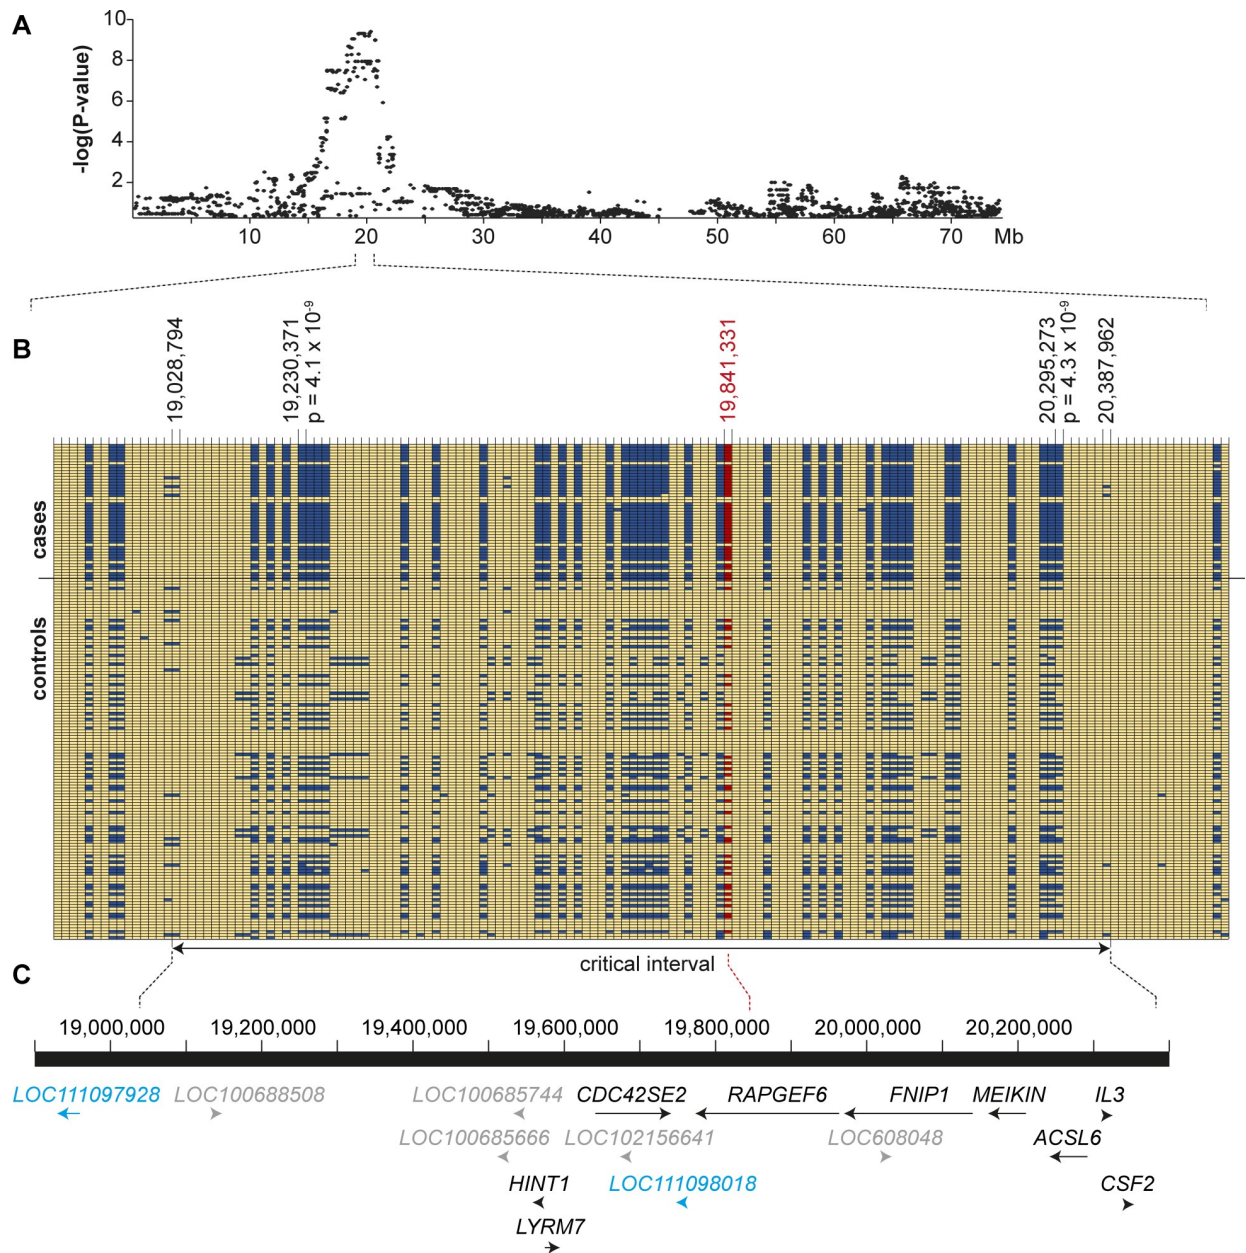 A
-log(P-value)
10
8
6
4
2
10 20 30 40 50 60 70 Mb
B
19,028,794
19,230,371
p = 4.1 x 10-9
19,841,331
20,295,273
p = 4.3 x 10-9
20,387,962
cases
controls
critical interval
C
19,000,000 19,200,000 19,400,000 19,600,000 19,800,000 20,000,000 20,200,000
LOC111097928 LOC100688508 LOC100685744 CDC42SE2 RAPGEF6 FNIP1 MEIKIN IL3
LOC100685666 LOC102156641 LOC608048 ACSL6
HINT1 LOC111098018 CSF2
LYRM7